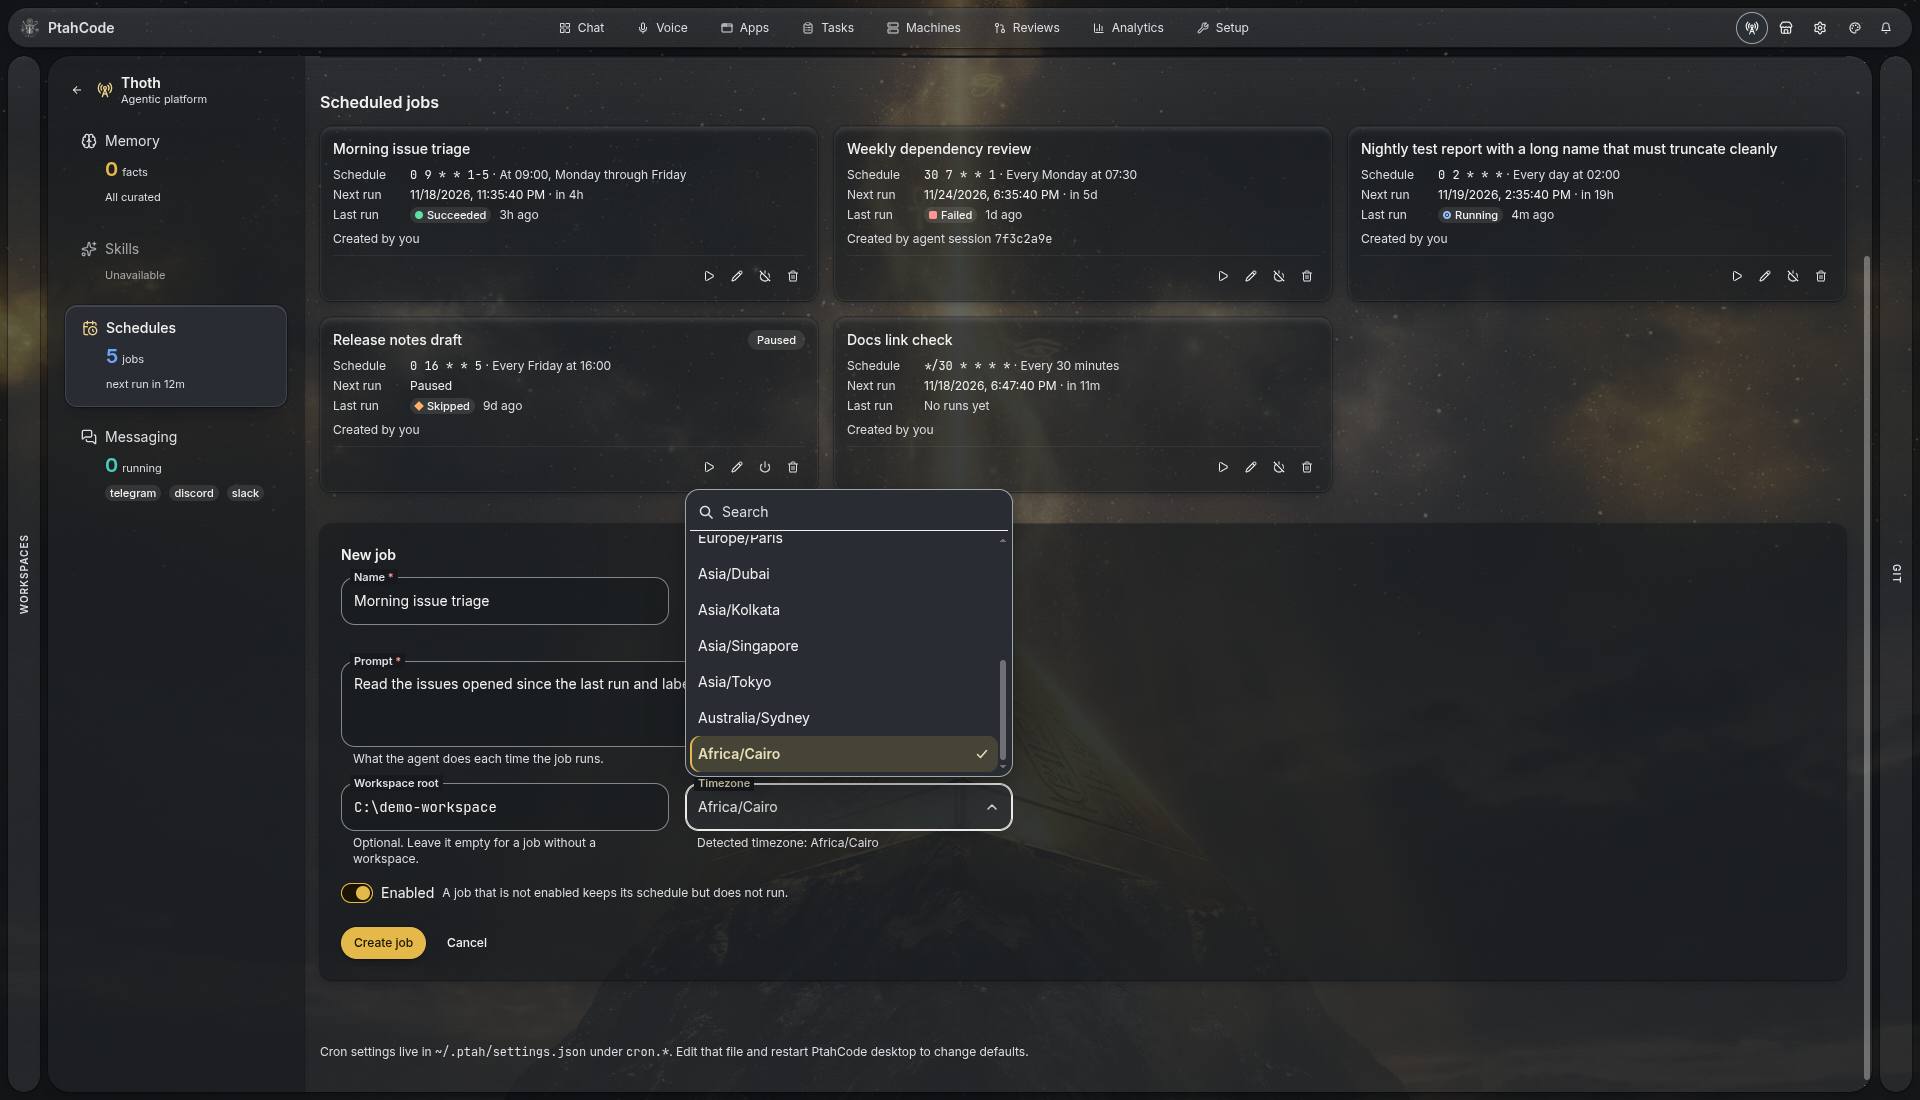 PtahCode
Chat
Voice
Apps
Tasks
Machines
Reviews
Analytics
Setup
WORKSPACES
Thoth
Agentic platform
Memory
0 facts
All curated
Skills
Unavailable
Schedules
5 jobs
next run in 12m
Messaging
0 running
telegram discord slack
Scheduled jobs
Morning issue triage
Schedule 0 9 * * 1-5 · At 09:00, Monday through Friday
Next run 11/18/2026, 11:35:40 PM · in 4h
Last run Succeeded 3h ago
Created by you
Weekly dependency review
Schedule 30 7 * * 1 · Every Monday at 07:30
Next run 11/24/2026, 6:35:40 PM · in 5d
Last run Failed 1d ago
Created by agent session 7f3c2a9e
Nightly test report with a long name that must truncate cleanly
Schedule 0 2 * * * · Every day at 02:00
Next run 11/19/2026, 2:35:40 PM · in 19h
Last run Running 4m ago
Created by you
Release notes draft Paused
Schedule 0 16 * * 5 · Every Friday at 16:00
Next run Paused
Last run Skipped 9d ago
Created by you
Docs link check
Schedule */30 * * * * · Every 30 minutes
Next run 11/18/2026, 6:47:40 PM · in 11m
Last run No runs yet
Created by you
New job
Name *
Morning issue triage
Prompt *
Read the issues opened since the last run and labe
What the agent does each time the job runs.
Search
Europe/Paris
Asia/Dubai
Asia/Kolkata
Asia/Singapore
Asia/Tokyo
Australia/Sydney
Africa/Cairo
Workspace root
C:\demo-workspace
Optional. Leave it empty for a job without a
workspace.
Timezone
Africa/Cairo
Detected timezone: Africa/Cairo
Enabled A job that is not enabled keeps its schedule but does not run.
Create job
Cancel
Cron settings live in ~/.ptah/settings.json under cron.*. Edit that file and restart PtahCode desktop to change defaults.
GIT